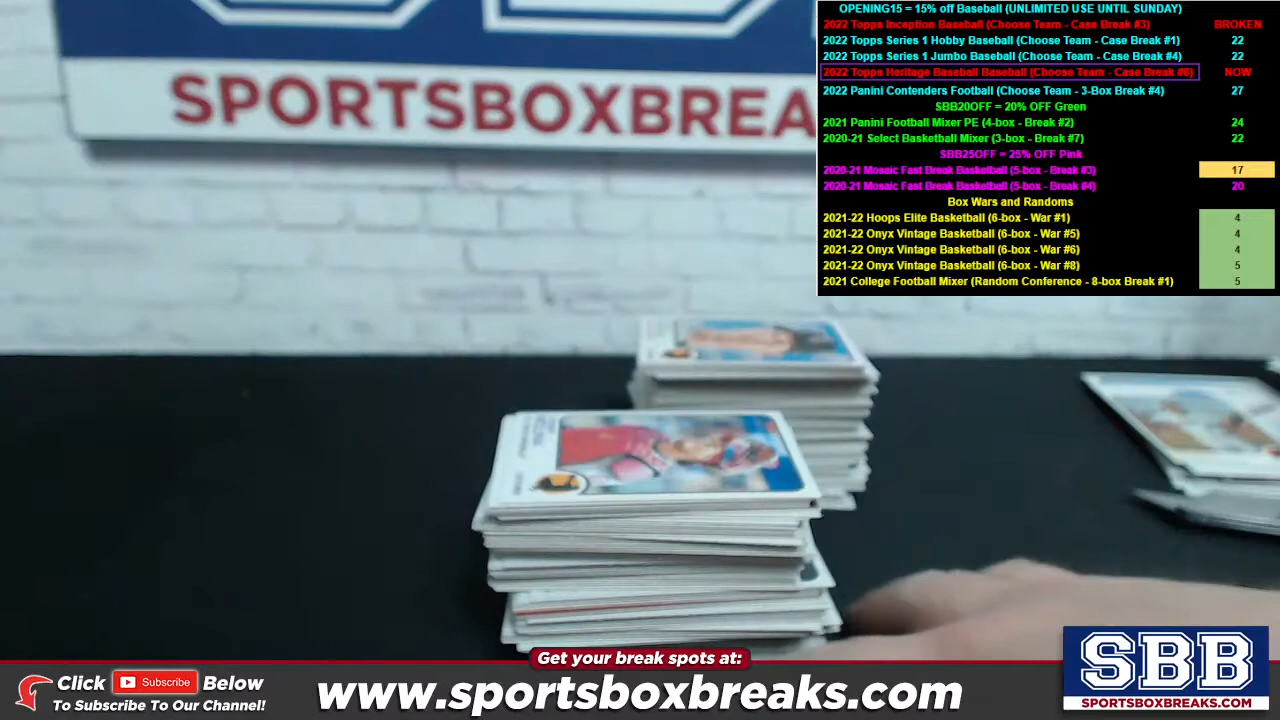 SPORTSBOXBREA
OPENING15 = 15% off Baseball (UNLIMITED USE UNTIL SUNDAY)
2022 Topps Inception Baseball (Choose Team - Case Break #3) BROKEN
2022 Topps Series 1 Hobby Baseball (Choose Team - Case Break #1) 22
2022 Topps Series 1 Jumbo Baseball (Choose Team - Case Break #4) 22
2022 Topps Heritage Baseball Baseball (Choose Team - Case Break #8) NOW
2022 Panini Contenders Football (Choose Team - 3-Box Break #4) 27
SBB20OFF = 20% OFF Green
2021 Panini Football Mixer PE (4-box - Break #2) 24
2020-21 Select Basketball Mixer (3-box - Break #7) 22
SBB25OFF = 25% OFF Pink
2020-21 Mosaic Fast Break Basketball (5-box - Break #3) 17
2020-21 Mosaic Fast Break Basketball (5-box - Break #4) 20
Box Wars and Randoms
2021-22 Hoops Elite Basketball (6-box - War #1) 4
2021-22 Onyx Vintage Basketball (6-box - War #5) 4
2021-22 Onyx Vintage Basketball (6-box - War #6) 4
2021-22 Onyx Vintage Basketball (6-box - War #8) 5
2021 College Football Mixer (Random Conference - 8-box Break #1) 5
Get your break spots at:
Click Subscribe Below
To Subscribe To Our Channel!
www.sportsboxbreaks.com
SBB
SPORTSBOXBREAKS.COM